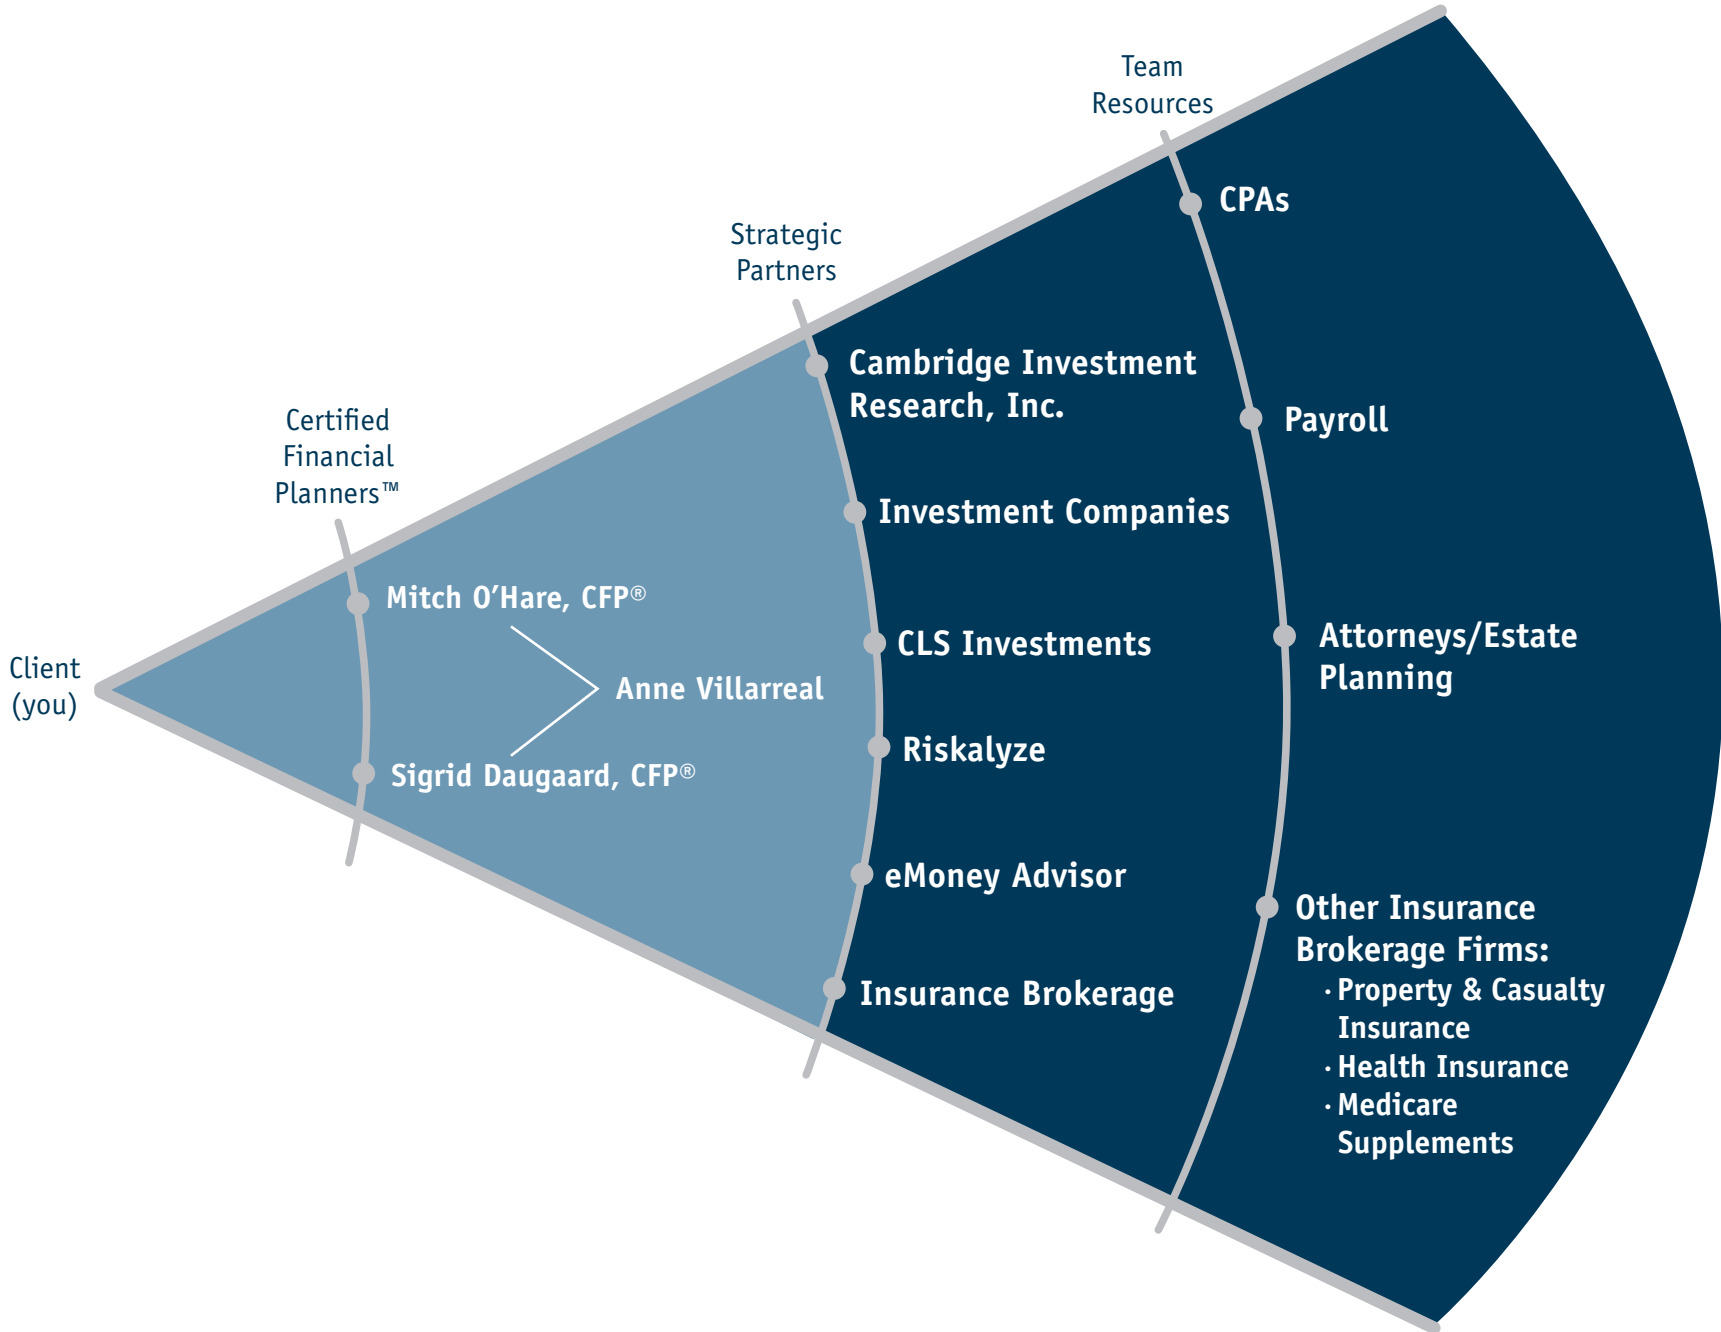 Client
(you)
Certified
Financial
Planners™
Mitch O’Hare, CFP®
Anne Villarreal
Sigrid Daugaard, CFP®
Strategic
Partners
Cambridge Investment
Research, Inc.
Investment Companies
CLS Investments
Riskalyze
eMoney Advisor
Insurance Brokerage
Team
Resources
CPAs
Payroll
Attorneys/Estate
Planning
Other Insurance
Brokerage Firms:
· Property & Casualty
Insurance
· Health Insurance
· Medicare
Supplements